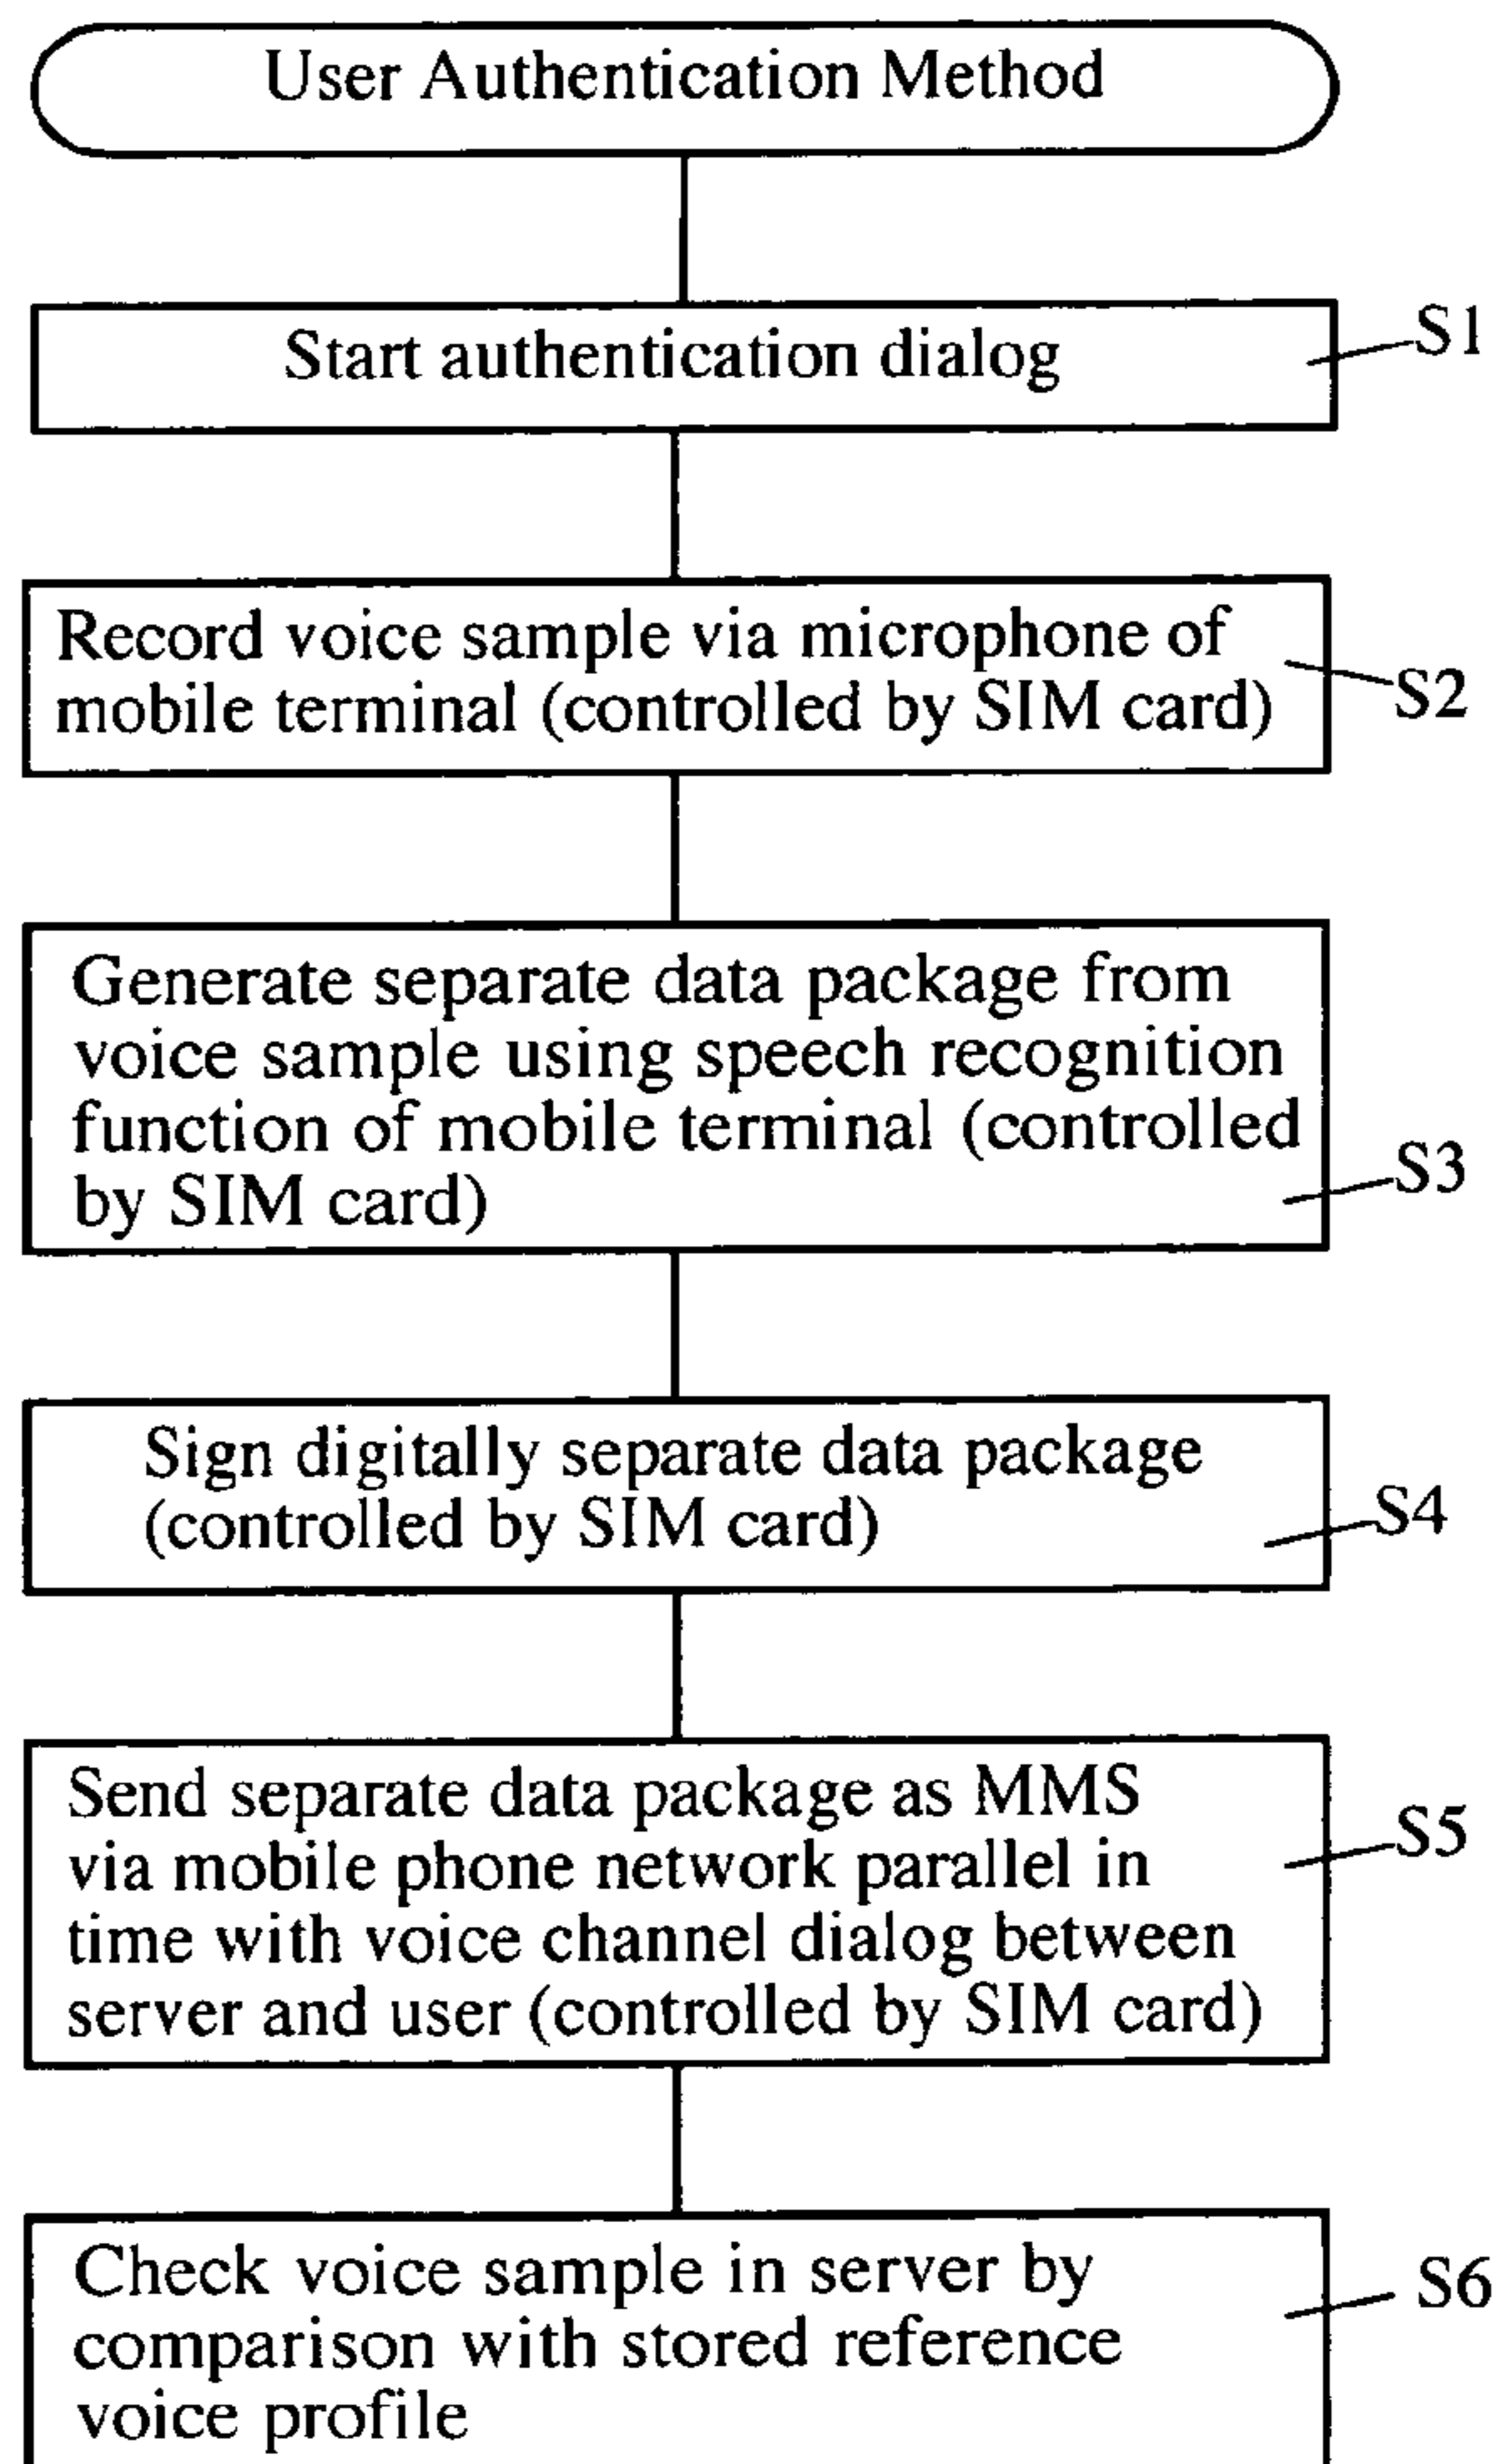 User Authentication Method
Start authentication dialog
S1
Record voice sample via microphone of
mobile terminal (controlled by SIM card)
S2
Generate separate data package from
voice sample using speech recognition
function of mobile terminal (controlled
by SIM card)
S3
Sign digitally separate data package
(controlled by SIM card)
S4
Send separate data package as MMS
via mobile phone network parallel in
time with voice channel dialog between
server and user (controlled by SIM card)
S5
Check voice sample in server by
comparison with stored reference
voice profile
S6